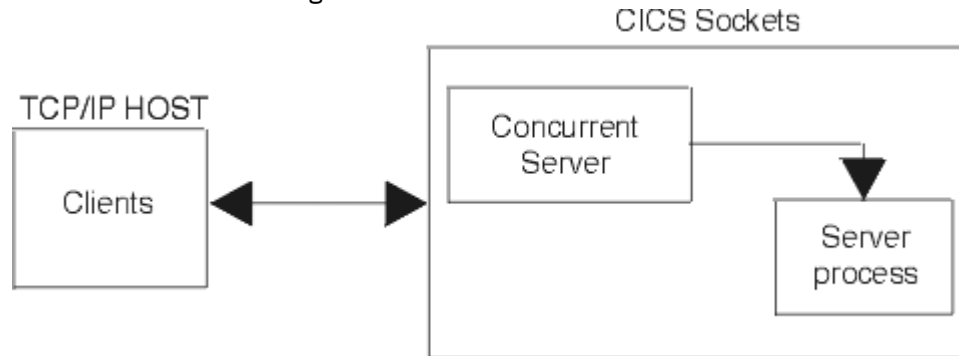 CICS Sockets
TCP/IP HOST
Clients
Concurrent
Server
Server
process